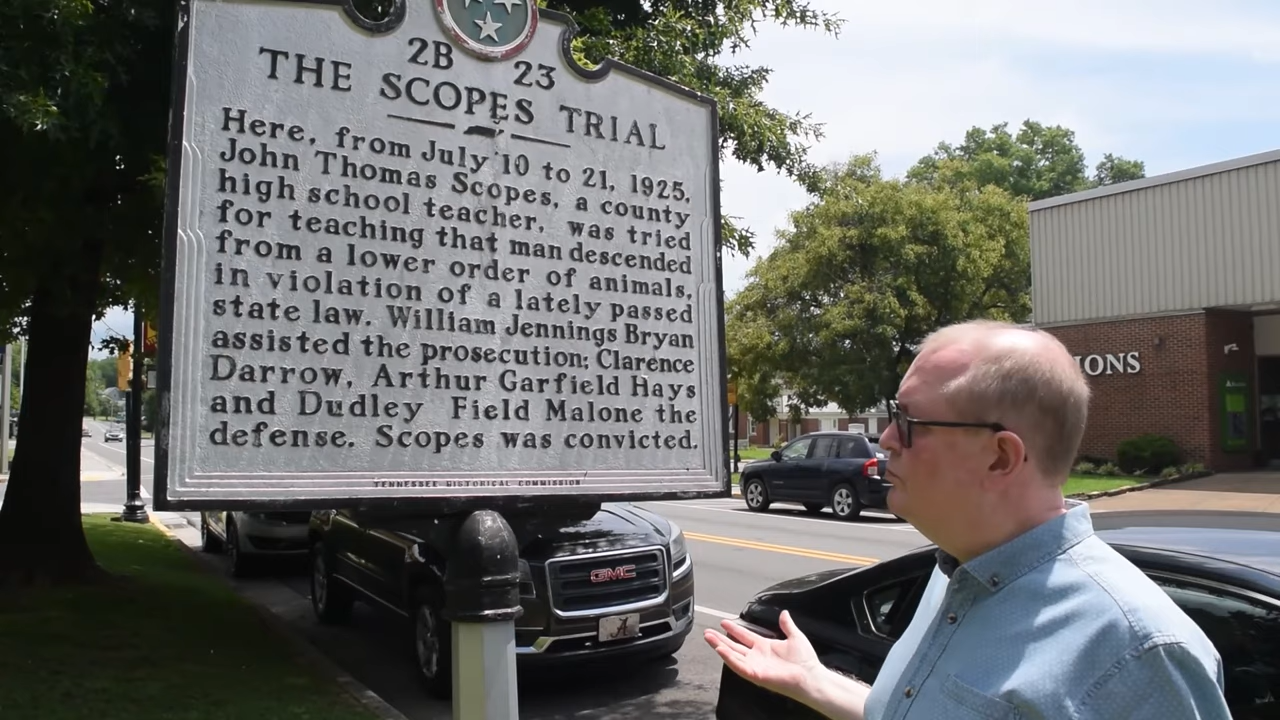 2B 23
THE SCOPES TRIAL
Here, from July 10 to 21, 1925,
John Thomas Scopes, a county
high school teacher, was tried
for teaching that man descended
from a lower order of animals,
in violation of a lately passed
state law. William Jennings Bryan
assisted the prosecution; Clarence
Darrow, Arthur Garfield Hays
and Dudley Field Malone the
defense. Scopes was convicted.
TENNESSEE HISTORICAL COMMISSION
GMC
A
IONS